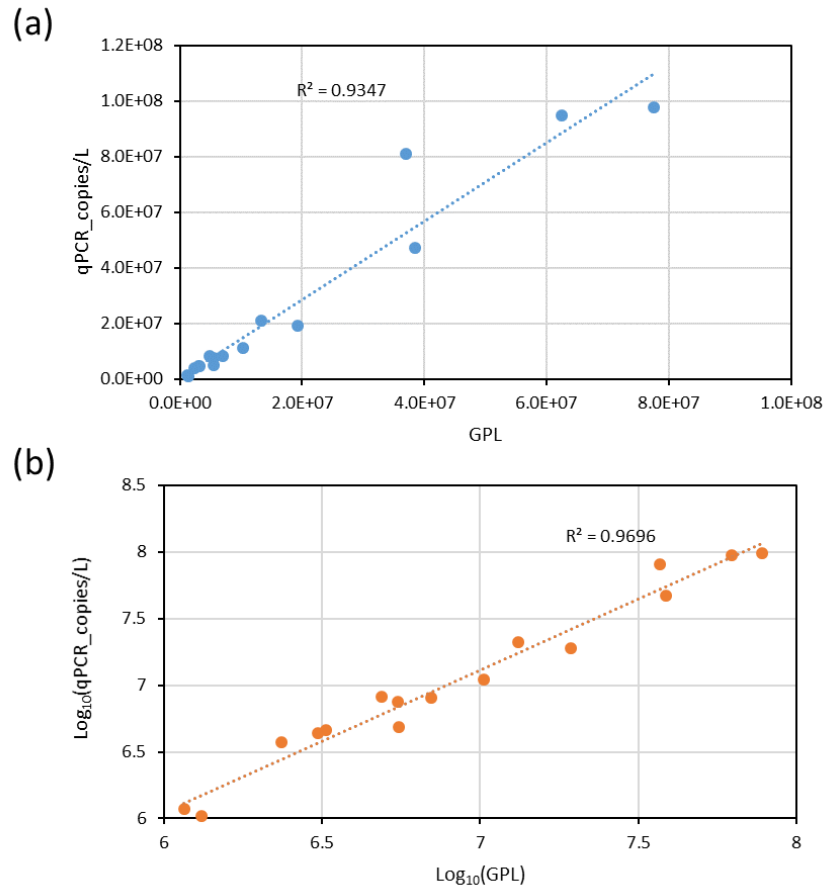 (a)
1.2E+08
1.0E+08
8.0E+07
6.0E+07
4.0E+07
2.0E+07
0.0E+00
qPCR_copies/L
R² = 0.9347
0.0E+00 2.0E+07 4.0E+07 6.0E+07 8.0E+07 1.0E+08
GPL
(b)
8.5
8
7.5
7
6.5
6
Log₁₀(qPCR_copies/L)
R² = 0.9696
6 6.5 7 7.5 8
Log₁₀(GPL)